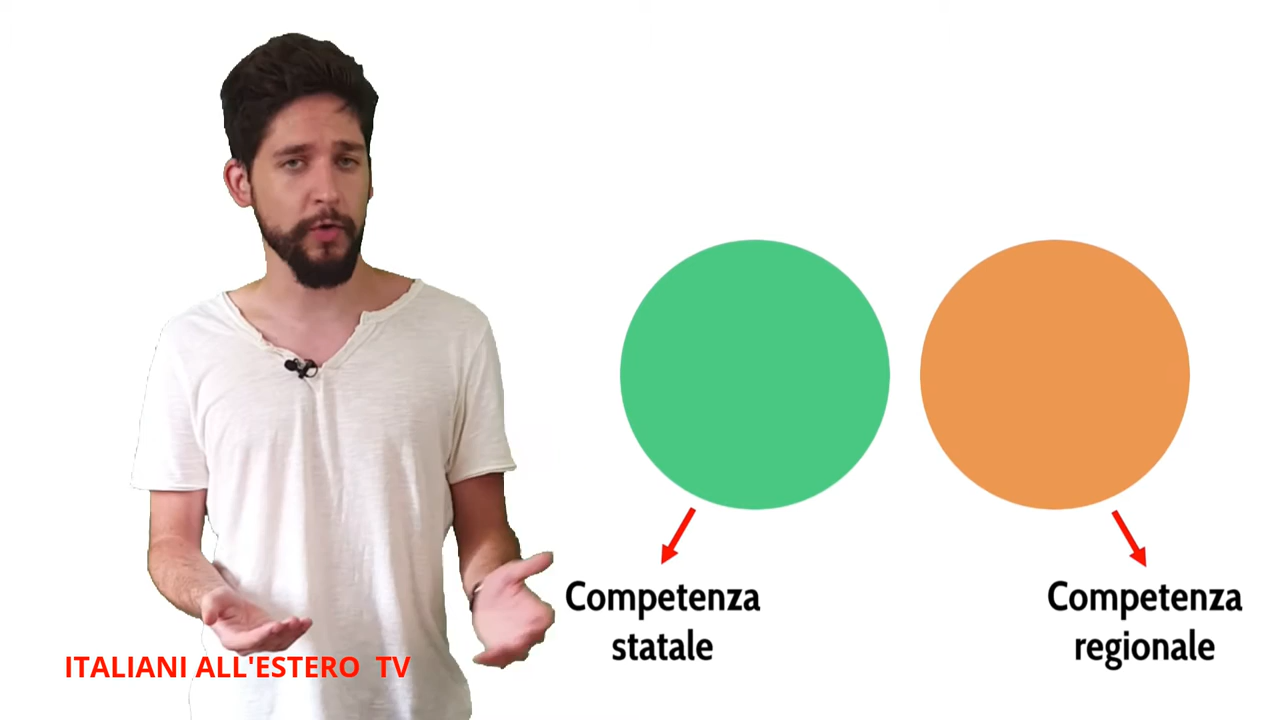 Competenza
statale
Competenza
regionale
ITALIANI ALL'ESTERO TV